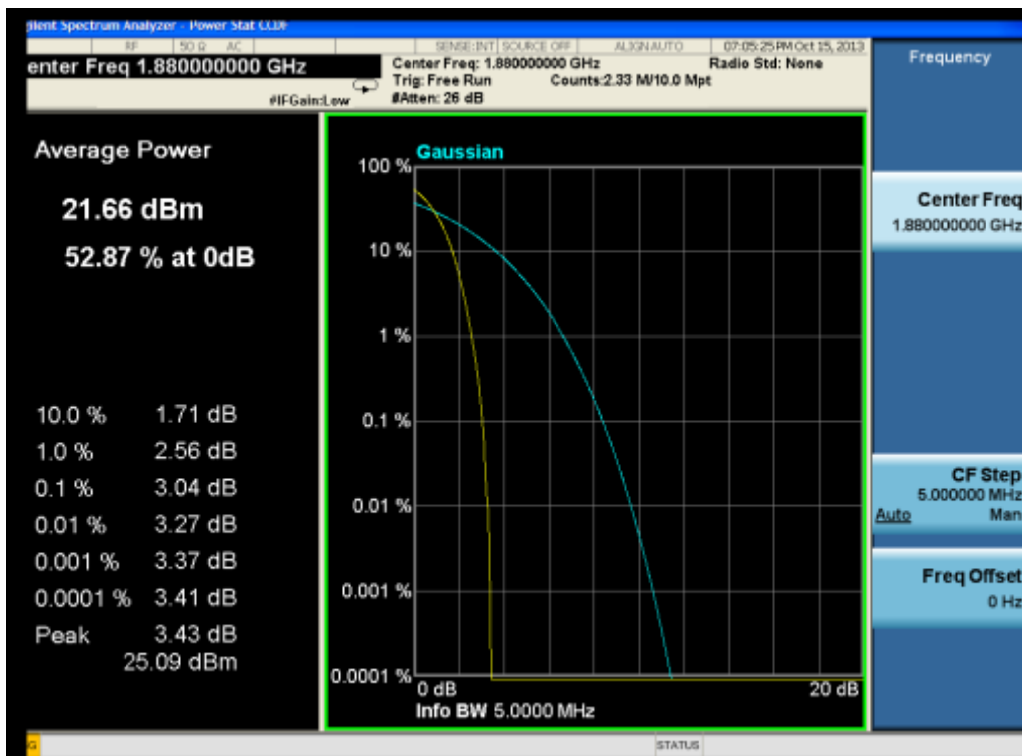 gilent Spectrum Analyzer - Power Stat CCDF
RF 50 Ω AC SENSE:INT SOURCE OFF ALIGN AUTO 07:05:25 PM Oct 15, 2013
enter Freq 1.880000000 GHz
Center Freq: 1.880000000 GHz Radio Std: None
Trig: Free Run Counts:2.33 M/10.0 Mpt
#IFGain:Low #Atten: 26 dB
Frequency
Average Power
21.66 dBm
52.87 % at 0dB
10.0 % 1.71 dB
1.0 % 2.56 dB
0.1 % 3.04 dB
0.01 % 3.27 dB
0.001 % 3.37 dB
0.0001 % 3.41 dB
Peak 3.43 dB
25.09 dBm
Gaussian
100 %
10 %
1 %
0.1 %
0.01 %
0.001 %
0.0001 %
0 dB 20 dB
Info BW 5.0000 MHz
Center Freq
1.880000000 GHz
CF Step
5.000000 MHz
Auto Man
Freq Offset
0 Hz
G STATUS